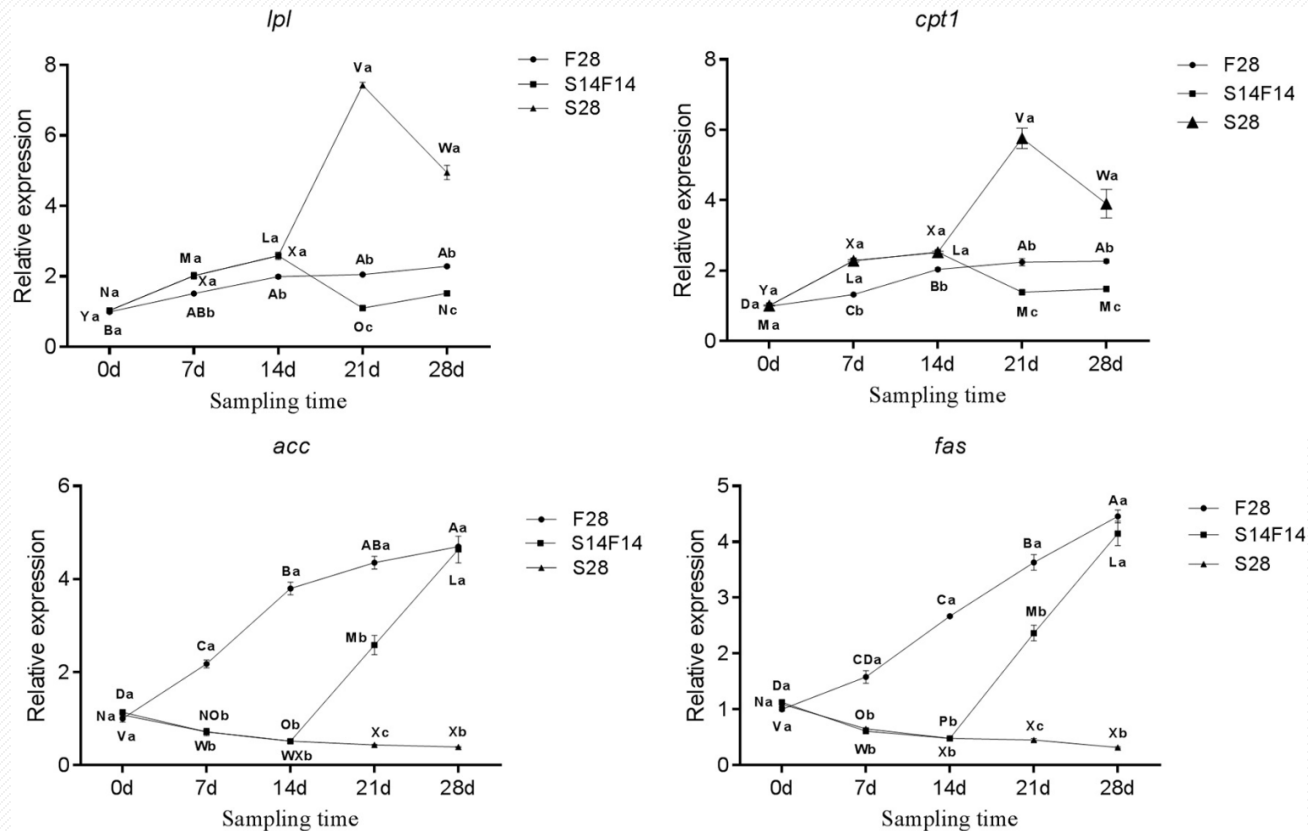 lpl
Relative expression
8
6
4
2
0
0d 7d 14d 21d 28d
Sampling time
F28
S14F14
S28
Va
Wa
La
Xa
Ma
Xa
Na
Ya
Ba
ABb
Ab
Ab
Ab
Oc
Nc
cpt1
Relative expression
8
6
4
2
0
0d 7d 14d 21d 28d
Sampling time
F28
S14F14
S28
Va
Wa
Xa
Xa
La
La
Ya
Da
Ma
Cb
Bb
Ab
Ab
Mc
Mc
acc
Relative expression
6
4
2
0
0d 7d 14d 21d 28d
Sampling time
F28
S14F14
S28
Aa
ABa
Ba
La
Ca
Mb
Da
Na
Va
NOb
Wb
Ob
WXb
Xc
Xb
fas
Relative expression
5
4
3
2
1
0
0d 7d 14d 21d 28d
Sampling time
F28
S14F14
S28
Aa
Ba
La
Ca
Mb
CDa
Da
Na
Va
Ob
Wb
Pb
Xb
Xc
Xb